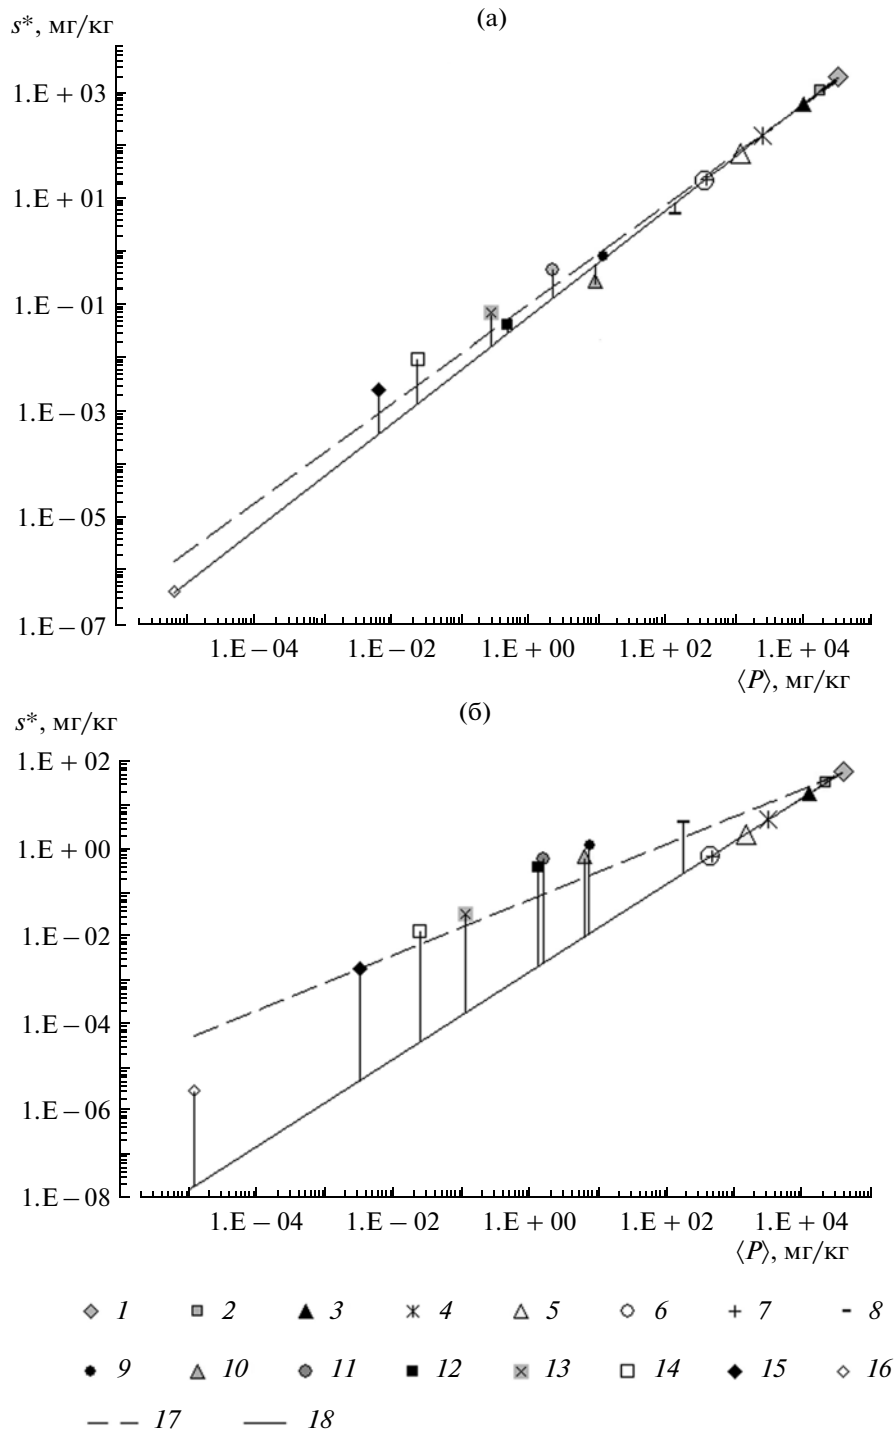 (а)
s*, мг/кг
1.E + 03
1.E + 01
1.E − 01
1.E − 03
1.E − 05
1.E − 07
1.E − 04 1.E − 02 1.E + 00 1.E + 02 1.E + 04
⟨P⟩, мг/кг
(б)
s*, мг/кг
1.E + 02
1.E + 00
1.E − 02
1.E − 04
1.E − 06
1.E − 08
1.E − 04 1.E − 02 1.E + 00 1.E + 02 1.E + 04
⟨P⟩, мг/кг
1 2 3 4 5 6 7 8
9 10 11 12 13 14 15 16
17 18